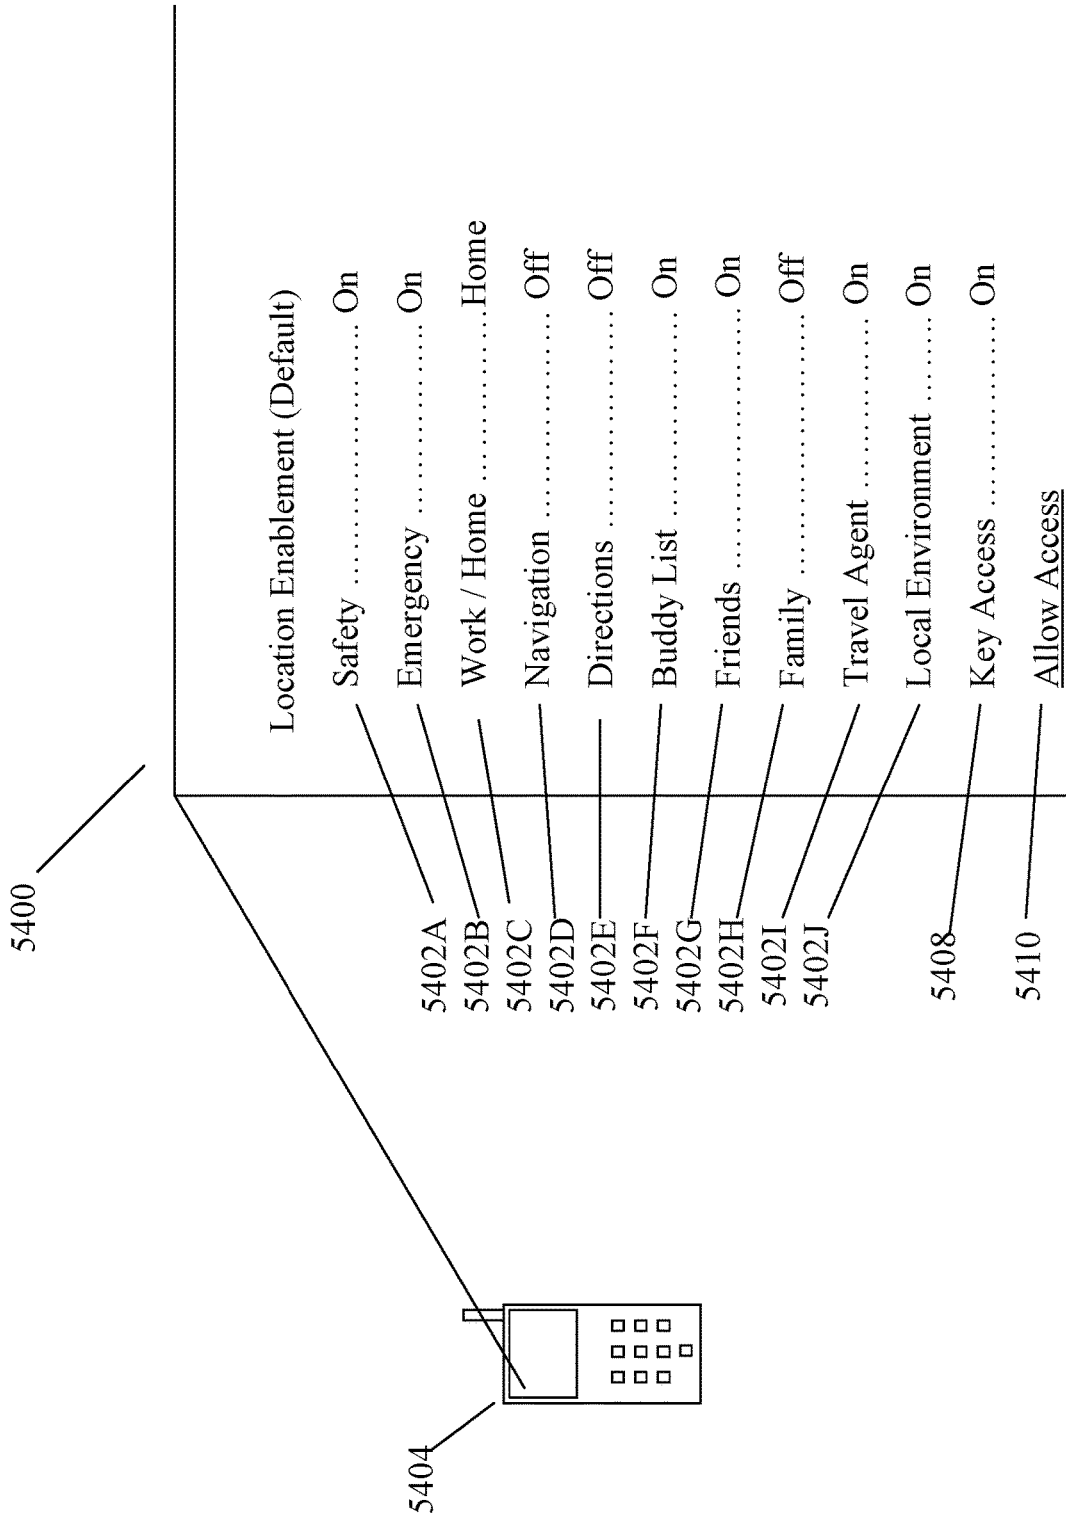 5400
Location Enablement (Default)
5402A Safety ........................ On
5402B Emergency ................. On
5402C Work / Home ................. Home
5402D Navigation ..................... Off
5402E Directions ....................... Off
5402F Buddy List .................... On
5402G Friends ........................... On
5402H Family ........................... Off
5402I Travel Agent ................ On
5402J Local Environment ........ On
5408 Key Access ..................... On
5410 Allow Access
5404